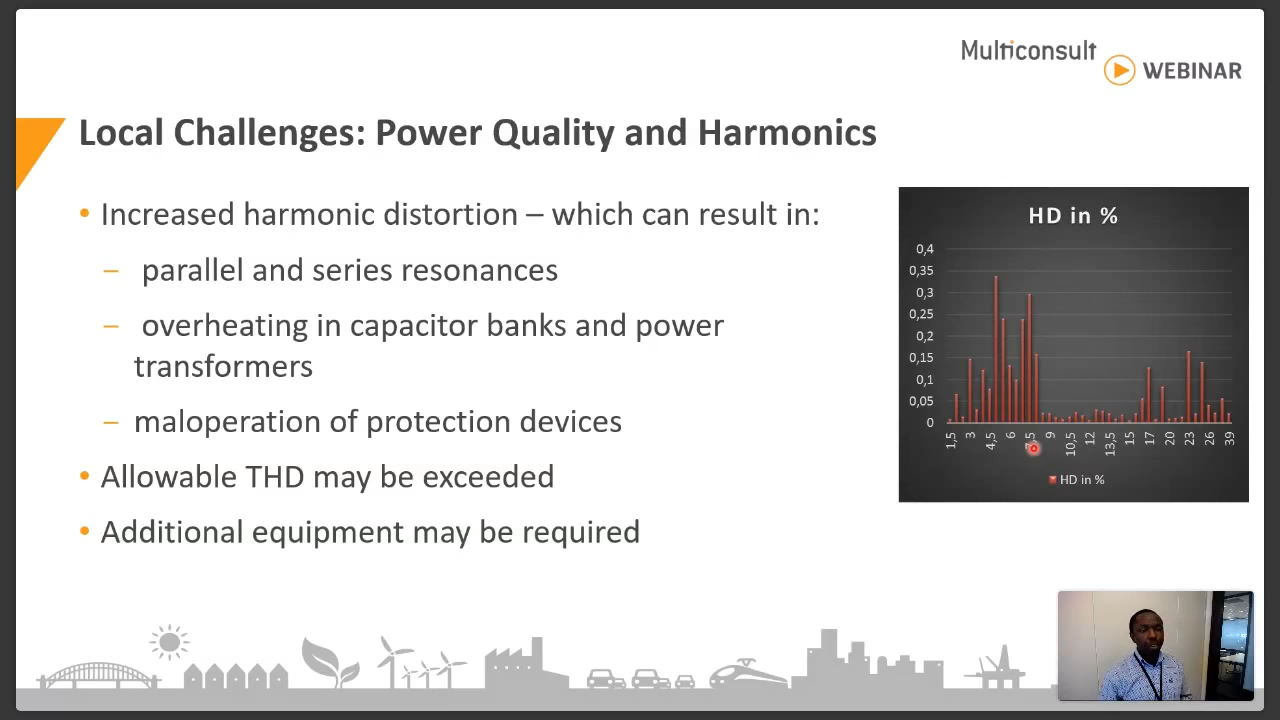 Multiconsult
WEBINAR
Local Challenges: Power Quality and Harmonics
• Increased harmonic distortion – which can result in:
– parallel and series resonances
– overheating in capacitor banks and power
transformers
– maloperation of protection devices
• Allowable THD may be exceeded
• Additional equipment may be required
HD in %
0,4
0,35
0,3
0,25
0,2
0,15
0,1
0,05
0
1,5 3 4,5 6 7,5 9 10,5 12 13,5 15 17 20 23 26 39
HD in %